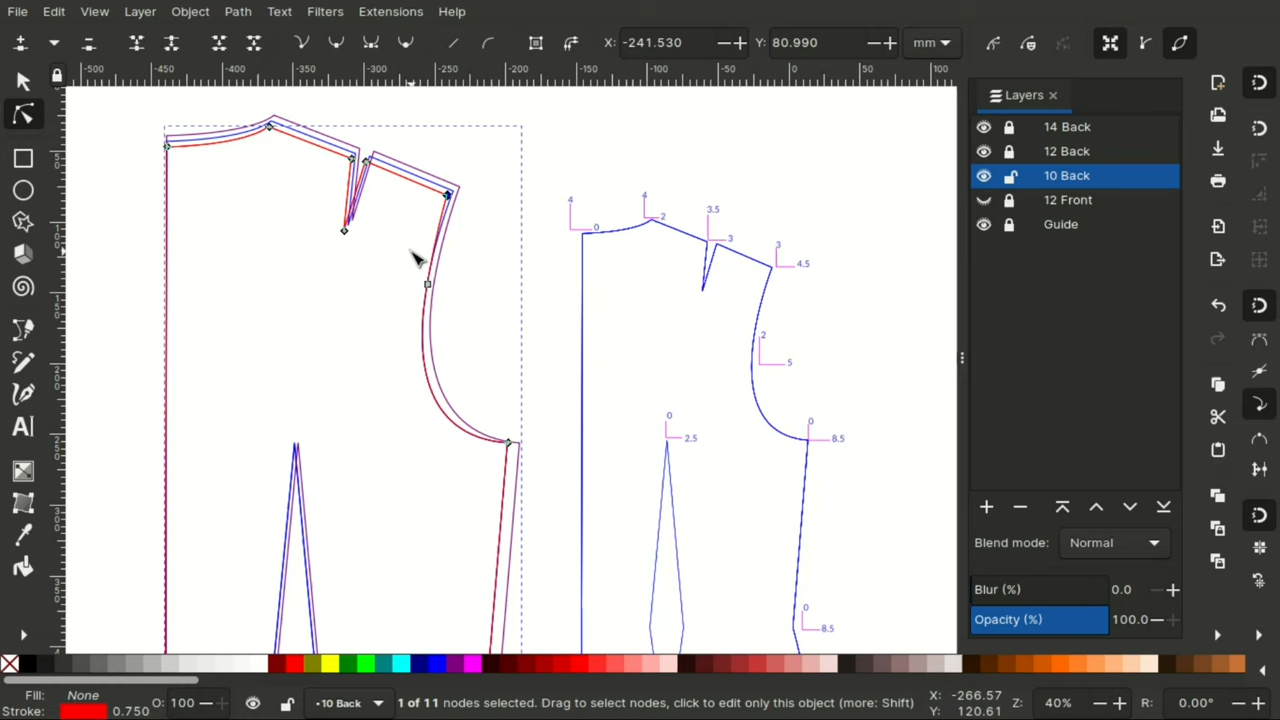 File Edit View Layer Object Path Text Filters Extensions Help
X: -241.530 Y: 80.990 mm
-500 -450 -400 -350 -300 -250 -200 -150 -100 -50 0 50 100
Layers
14 Back
12 Back
10 Back
12 Front
Guide
4 0
4 2
3.5 3
3 4.5
2 5
0 8.5
0 2.5
0 8.5
Blend mode: Normal
Blur (%) 0.0
Opacity (%) 100.0
Fill: None
Stroke: 0.750
O: 100
•10 Back
1 of 11 nodes selected. Drag to select nodes, click to edit only this object (more: Shift)
X: -266.57
Y: 120.61
Z: 40%
R: 0.00°